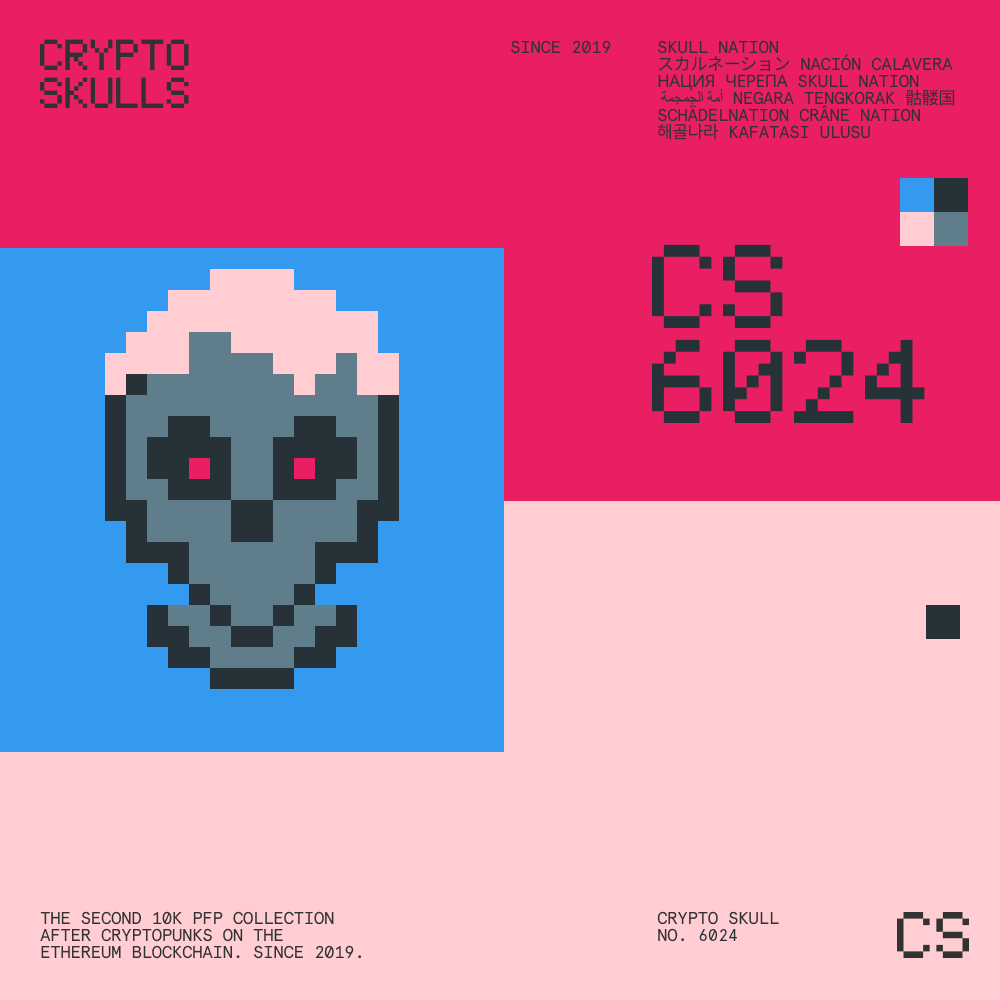 CRYPTO
SKULLS
SINCE 2019
SKULL NATION
スカルネーション NACIÓN CALAVERA
НАЦИЯ ЧЕРЕПА SKULL NATION
أمة الجمجمة NEGARA TENGKORAK 骷髅国
SCHÄDELNATION CRÂNE NATION
해골나라 KAFATASI ULUSU
CS
6024
THE SECOND 10K PFP COLLECTION
AFTER CRYPTOPUNKS ON THE
ETHEREUM BLOCKCHAIN. SINCE 2019.
CRYPTO SKULL
NO. 6024
CS